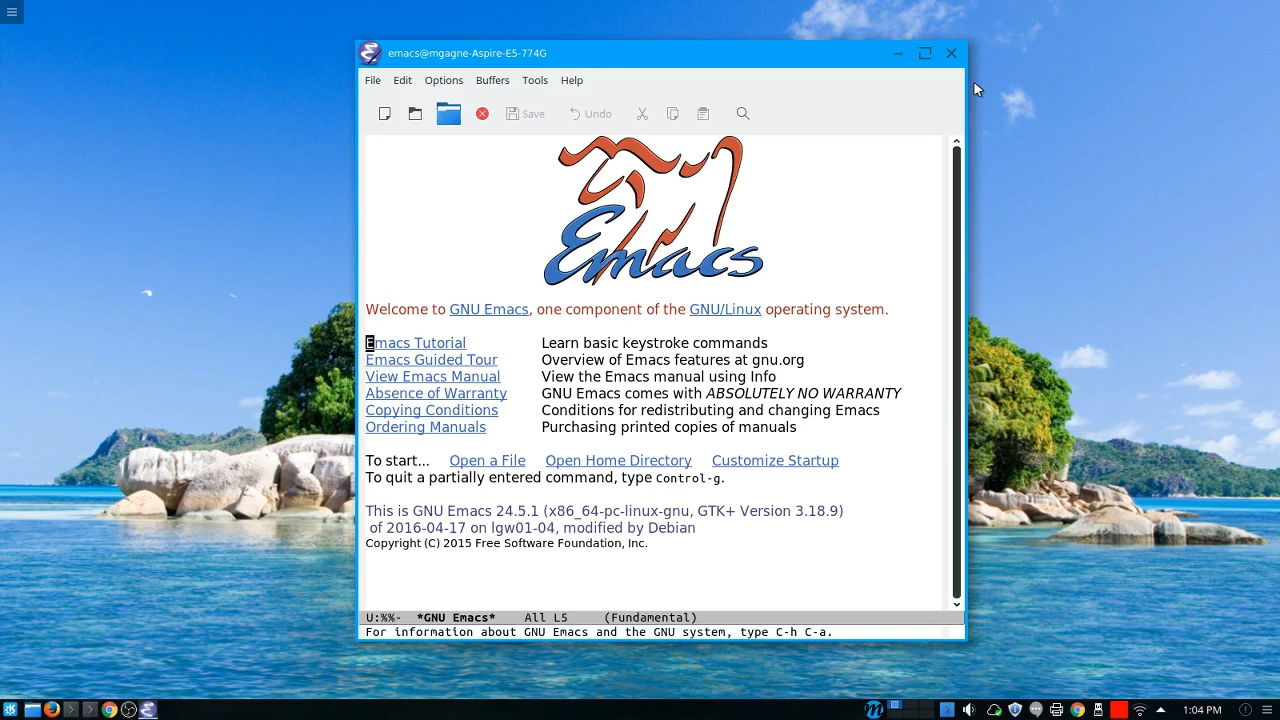 emacs@mgagne-Aspire-E5-774G
File Edit Options Buffers Tools Help
Save Undo
Emacs
Welcome to GNU Emacs, one component of the GNU/Linux operating system.
Emacs Tutorial Learn basic keystroke commands
Emacs Guided Tour Overview of Emacs features at gnu.org
View Emacs Manual View the Emacs manual using Info
Absence of Warranty GNU Emacs comes with ABSOLUTELY NO WARRANTY
Copying Conditions Conditions for redistributing and changing Emacs
Ordering Manuals Purchasing printed copies of manuals
To start... Open a File Open Home Directory Customize Startup
To quit a partially entered command, type Control-g.
This is GNU Emacs 24.5.1 (x86_64-pc-linux-gnu, GTK+ Version 3.18.9)
of 2016-04-17 on lgw01-04, modified by Debian
Copyright (C) 2015 Free Software Foundation, Inc.
U:%%- *GNU Emacs* All L5 (Fundamental)
For information about GNU Emacs and the GNU system, type C-h C-a.
1:04 PM